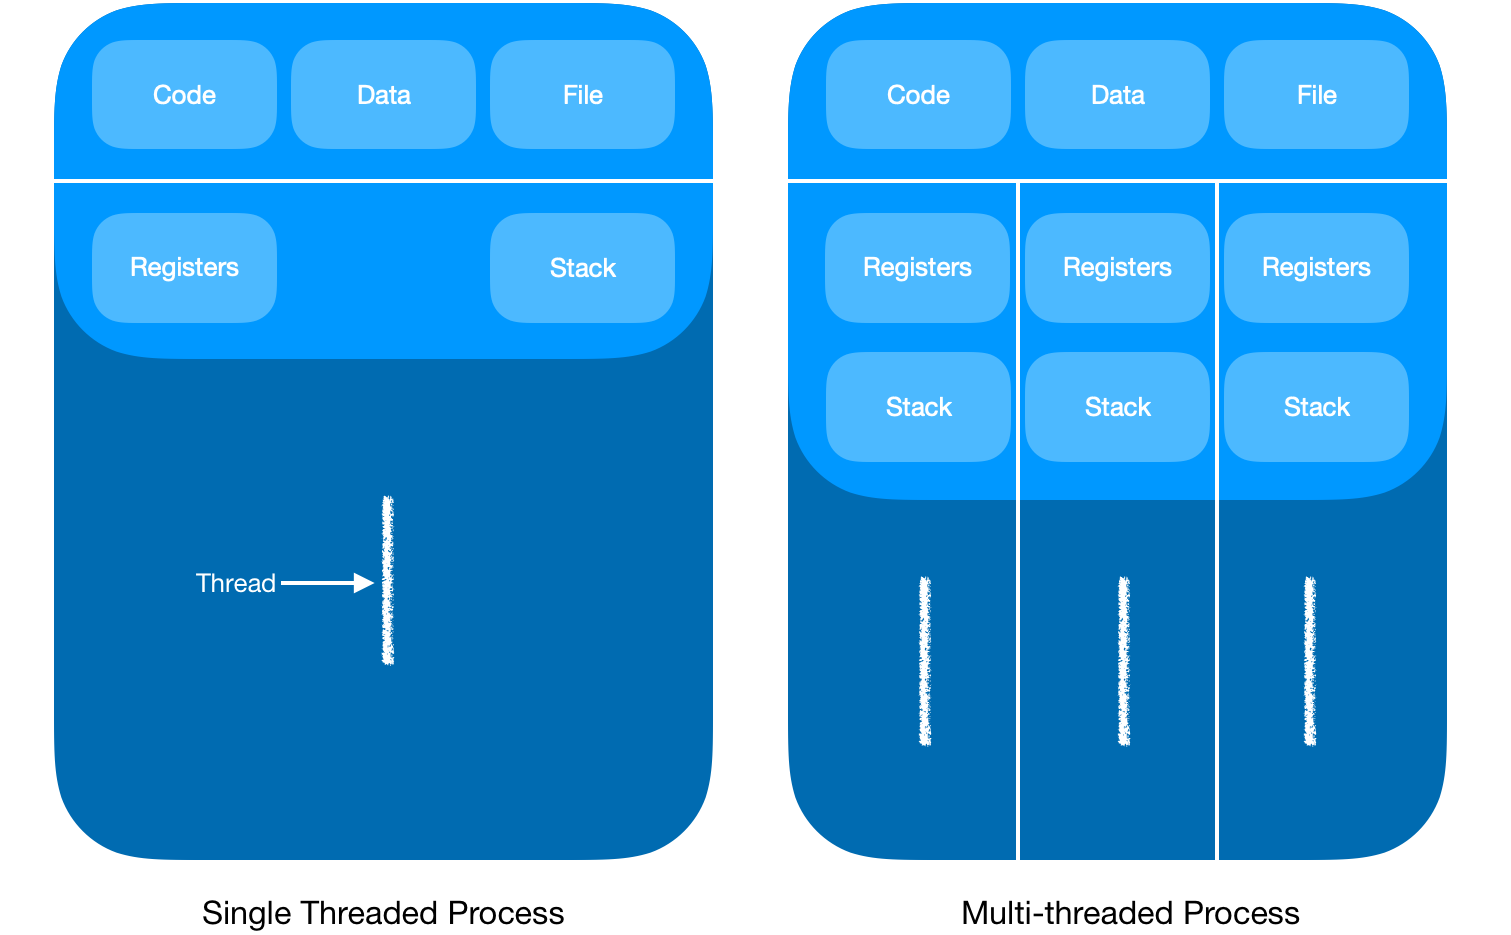 Code Data File
Registers Stack
Thread
Single Threaded Process
Code Data File
Registers Registers Registers
Stack Stack Stack
Multi-threaded Process